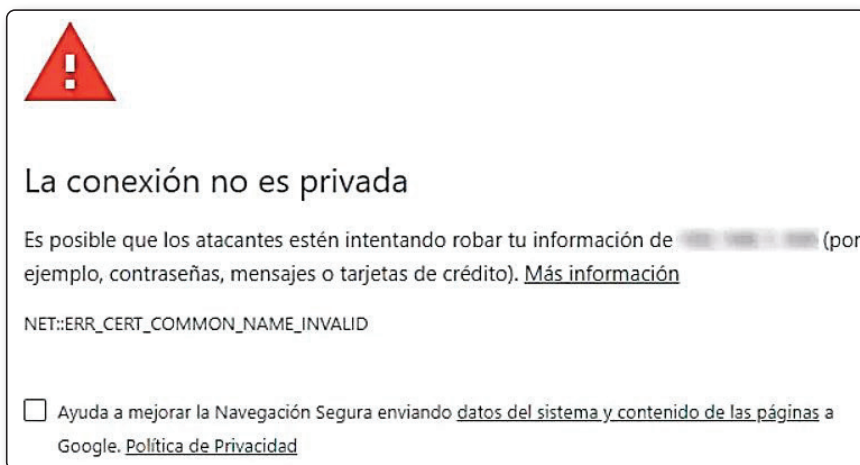 La conexión no es privada
Es posible que los atacantes estén intentando robar tu información de (por
ejemplo, contraseñas, mensajes o tarjetas de crédito). Más información
NET::ERR_CERT_COMMON_NAME_INVALID
Ayuda a mejorar la Navegación Segura enviando datos del sistema y contenido de las páginas a
Google. Política de Privacidad